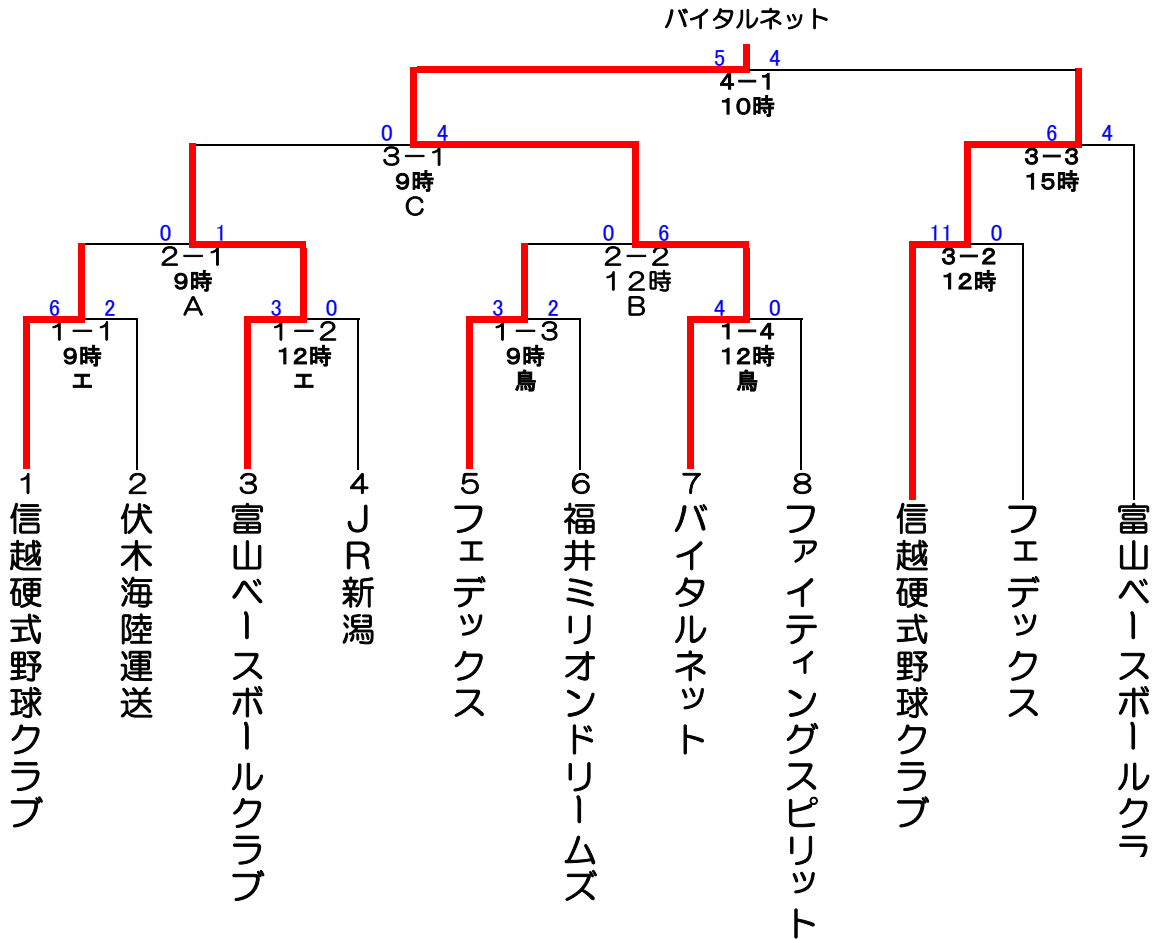 バイタルネット
5 4
4－1
10時
0 4
3－1
9時
C
6 4
3－3
15時
0 1
2－1
9時
A
0 6
2－2
12時
B
11 0
3－2
12時
6 2
1－1
9時
エ
3 0
1－2
12時
エ
3 2
1－3
9時
鳥
4 0
1－4
12時
鳥
1
信越硬式野球クラブ
2
伏木海陸運送
3
富山ベースボールクラブ
4
JR新潟
5
フェデックス
6
福井ミリオンドリームズ
7
バイタルネット
8
ファイティングスピリット
信越硬式野球クラブ
フェデックス
富山ベースボールクラ